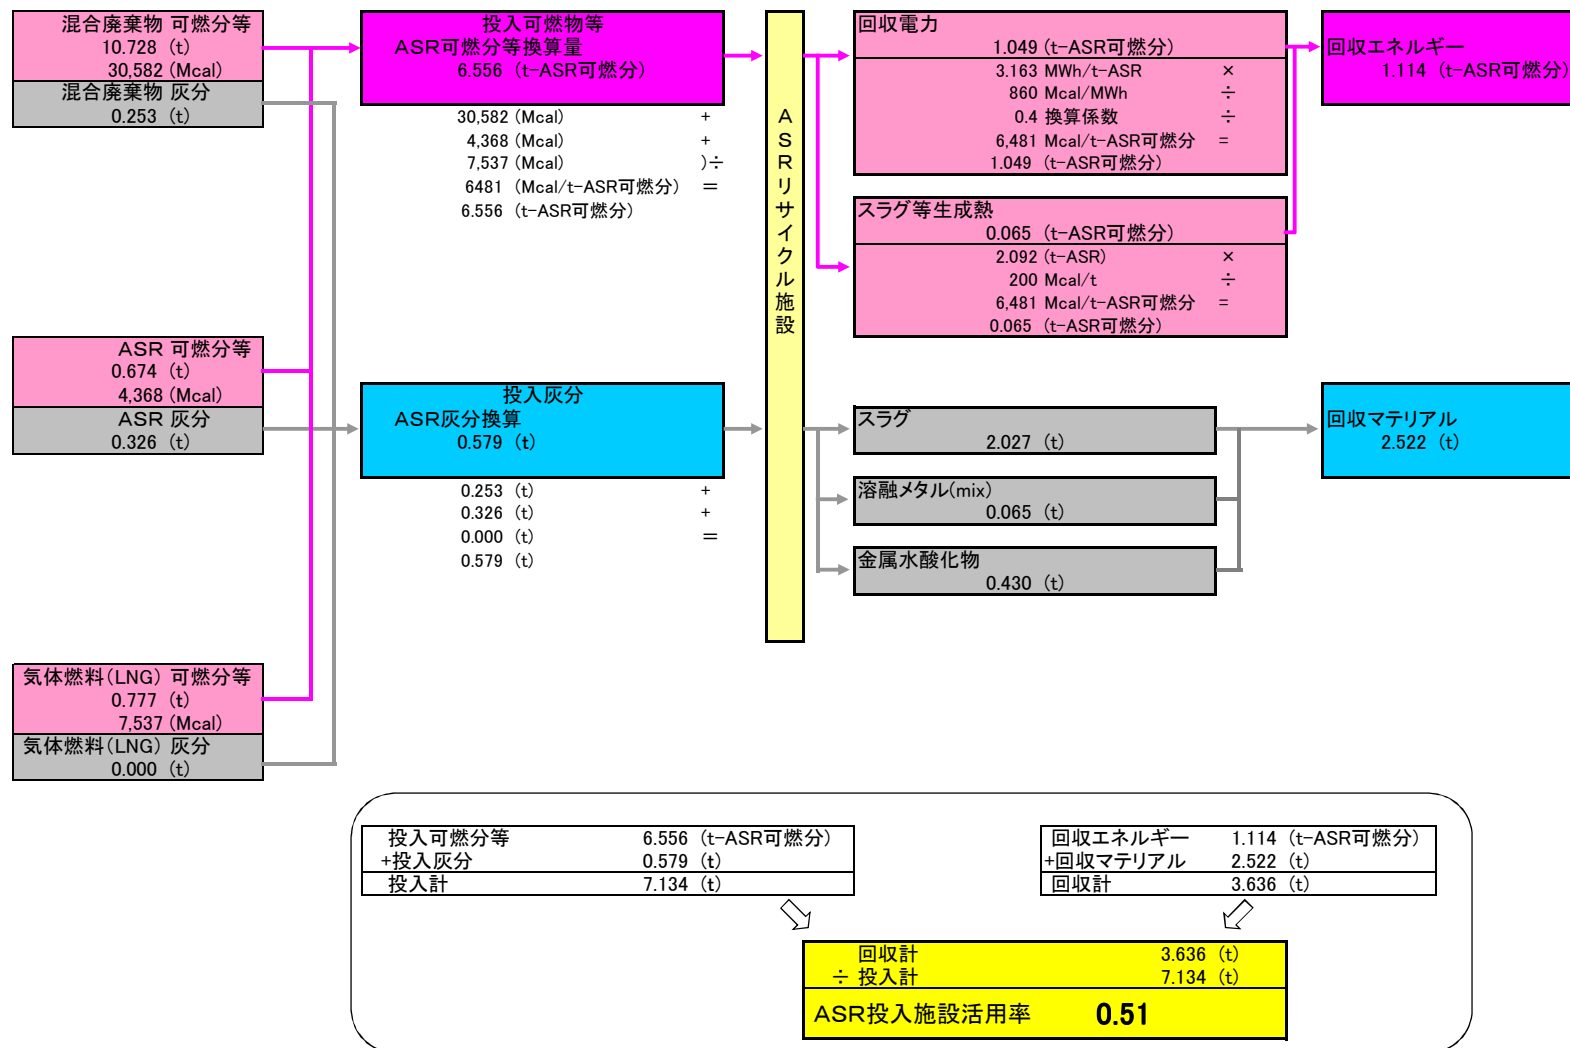 混合廃棄物 可燃分等
10.728 (t)
30,582 (Mcal)
混合廃棄物 灰分
0.253 (t)
投入可燃物等
ASR可燃分等換算量
6.556 (t-ASR可燃分)
30,582 (Mcal) +
4,368 (Mcal) +
7,537 (Mcal) )÷
6481 (Mcal/t-ASR可燃分) =
6.556 (t-ASR可燃分)
ASRリサイクル施設
回収電力
1.049 (t-ASR可燃分)
3.163 MWh/t-ASR ×
860 Mcal/MWh ÷
0.4 換算係数 ÷
6,481 Mcal/t-ASR可燃分 =
1.049 (t-ASR可燃分)
回収エネルギー
1.114 (t-ASR可燃分)
スラグ等生成熱
0.065 (t-ASR可燃分)
2.092 (t-ASR) ×
200 Mcal/t ÷
6,481 Mcal/t-ASR可燃分 =
0.065 (t-ASR可燃分)
ASR 可燃分等
0.674 (t)
4,368 (Mcal)
ASR 灰分
0.326 (t)
投入灰分
ASR灰分換算
0.579 (t)
0.253 (t) +
0.326 (t) +
0.000 (t) =
0.579 (t)
スラグ
2.027 (t)
溶融メタル(mix)
0.065 (t)
金属水酸化物
0.430 (t)
回収マテリアル
2.522 (t)
気体燃料(LNG) 可燃分等
0.777 (t)
7,537 (Mcal)
気体燃料(LNG) 灰分
0.000 (t)
投入可燃分等 6.556 (t-ASR可燃分)
+投入灰分 0.579 (t)
投入計 7.134 (t)
回収エネルギー 1.114 (t-ASR可燃分)
+回収マテリアル 2.522 (t)
回収計 3.636 (t)
回収計 3.636 (t)
÷ 投入計 7.134 (t)
ASR投入施設活用率 0.51